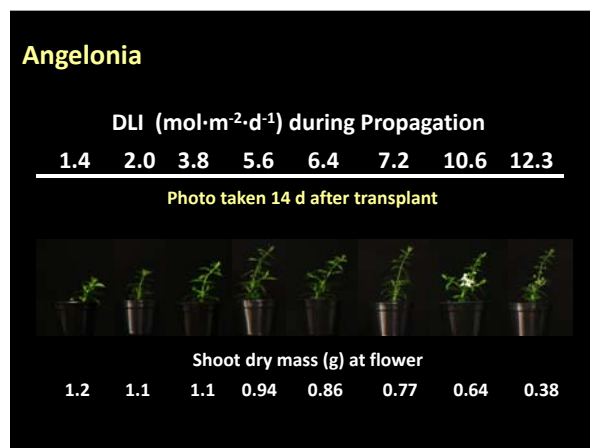 Angelonia
DLI (mol·m⁻²·d⁻¹) during Propagation
1.4 2.0 3.8 5.6 6.4 7.2 10.6 12.3
Photo taken 14 d after transplant
Shoot dry mass (g) at flower
1.2 1.1 1.1 0.94 0.86 0.77 0.64 0.38